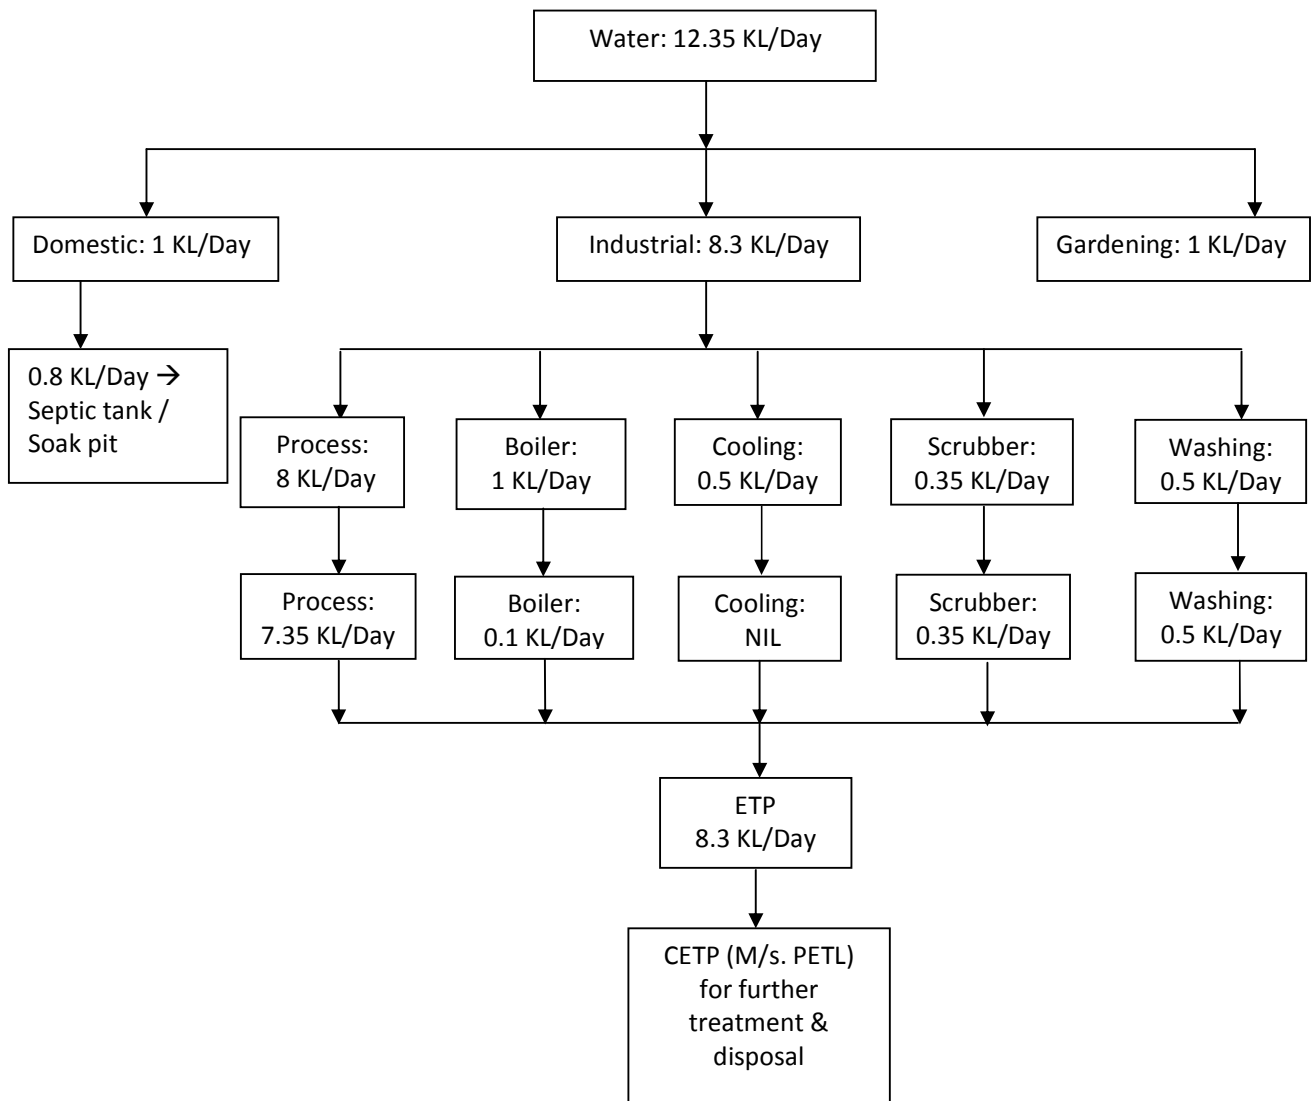 Water: 12.35 KL/Day
Domestic: 1 KL/Day
Industrial: 8.3 KL/Day
Gardening: 1 KL/Day
0.8 KL/Day →
Septic tank /
Soak pit
Process:
8 KL/Day
Boiler:
1 KL/Day
Cooling:
0.5 KL/Day
Scrubber:
0.35 KL/Day
Washing:
0.5 KL/Day
Process:
7.35 KL/Day
Boiler:
0.1 KL/Day
Cooling:
NIL
Scrubber:
0.35 KL/Day
Washing:
0.5 KL/Day
ETP
8.3 KL/Day
CETP (M/s. PETL)
for further
treatment &
disposal